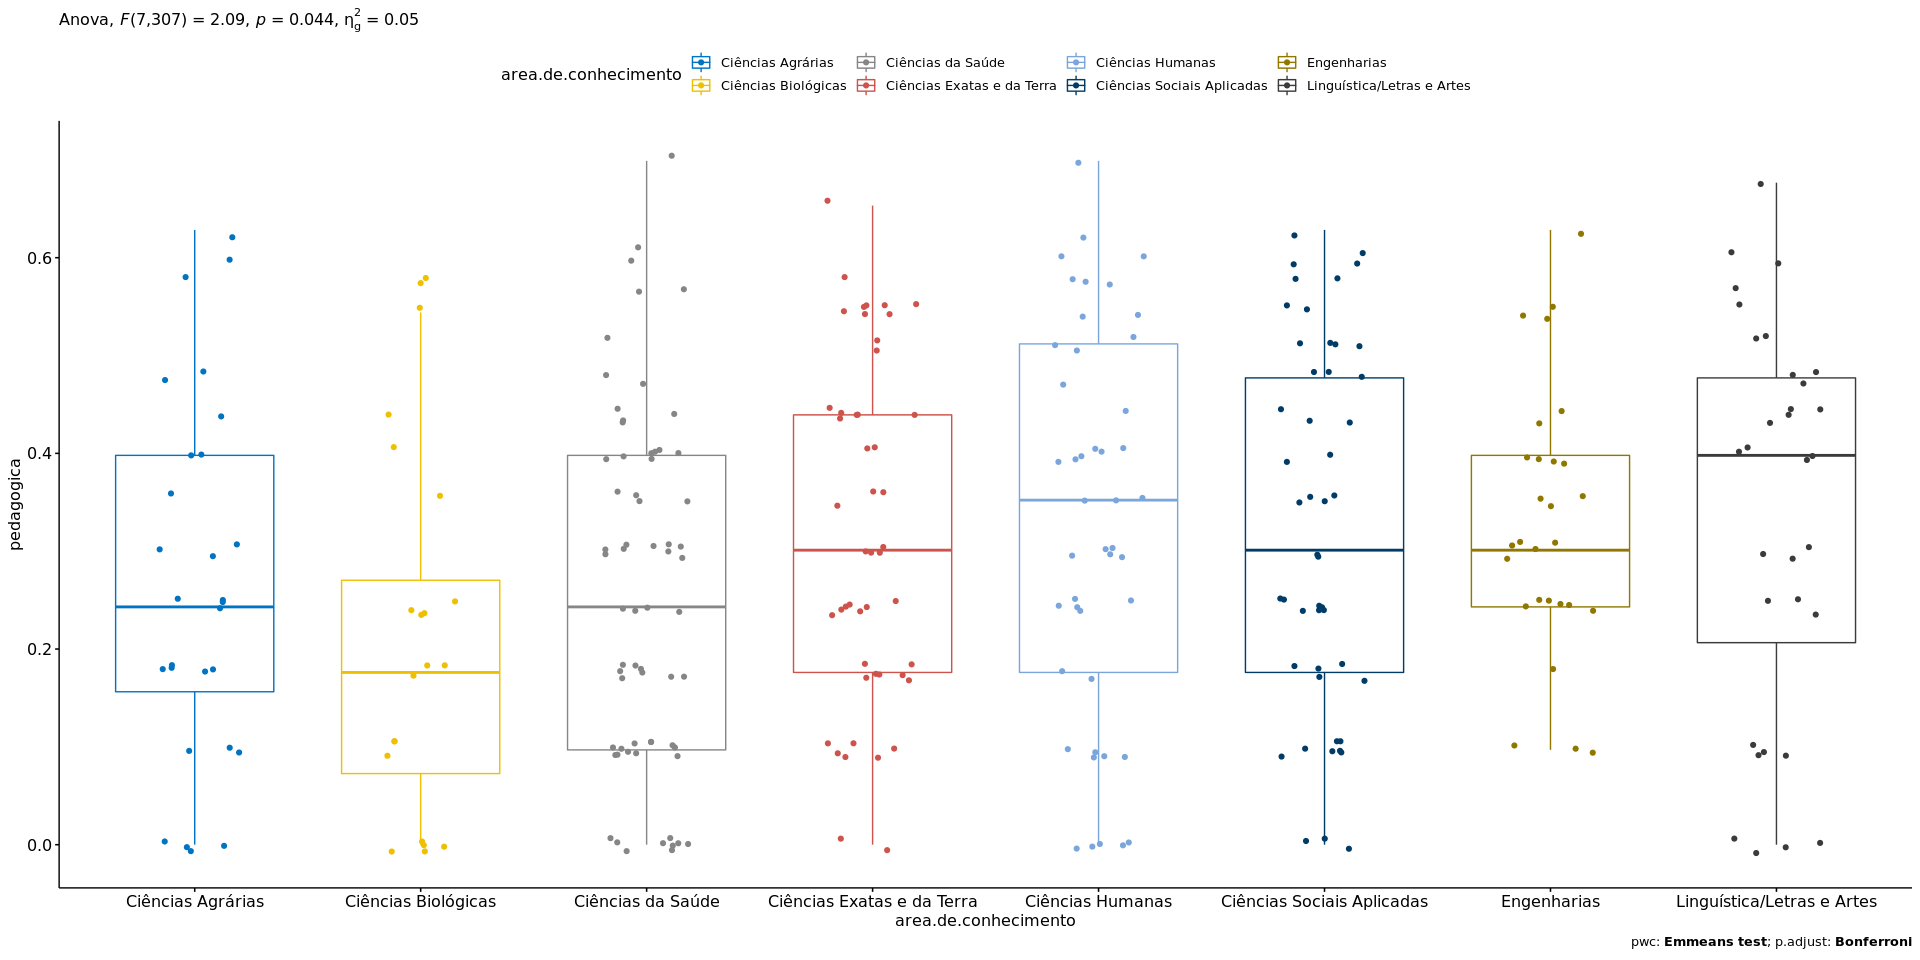 Anova, F(7,307) = 2.09, p = 0.044, η²g = 0.05
area.de.conhecimento
Ciências Agrárias Ciências da Saúde Ciências Humanas Engenharias
Ciências Biológicas Ciências Exatas e da Terra Ciências Sociais Aplicadas Linguística/Letras e Artes
pedagogica
0.6
0.4
0.2
0.0
Ciências Agrárias Ciências Biológicas Ciências da Saúde Ciências Exatas e da Terra Ciências Humanas Ciências Sociais Aplicadas Engenharias Linguística/Letras e Artes
area.de.conhecimento
pwc: Emmeans test; p.adjust: Bonferroni